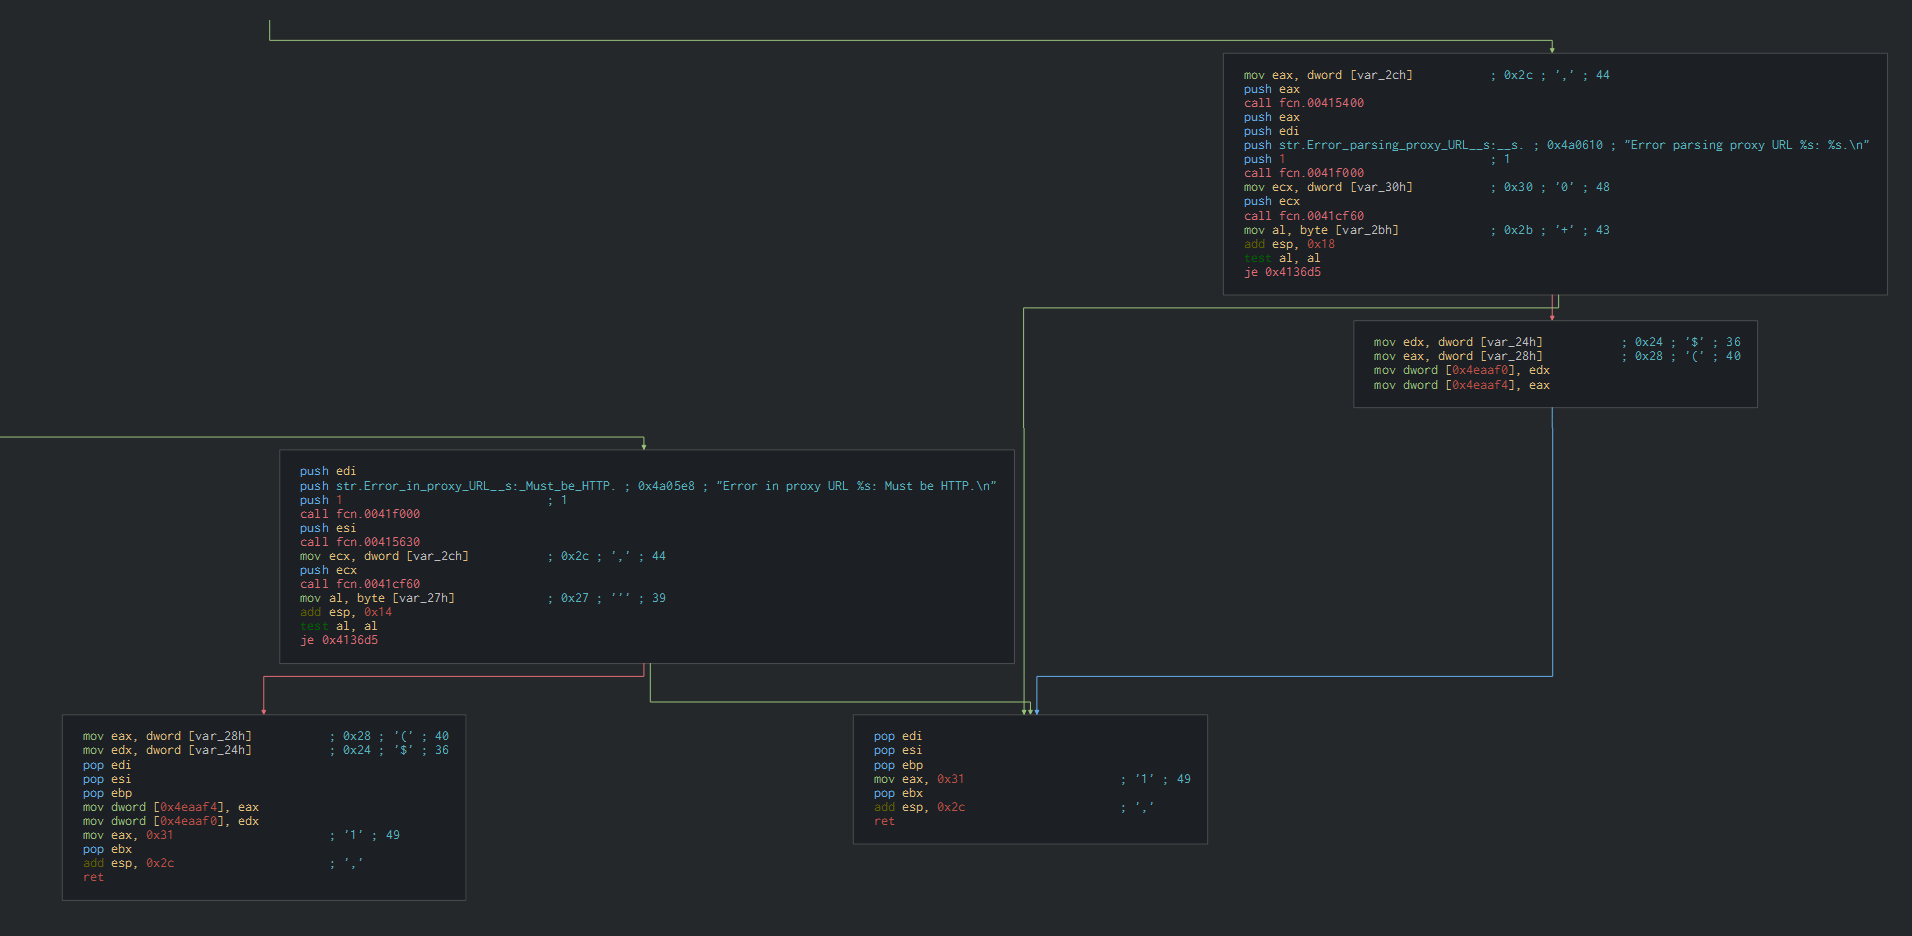 mov eax, dword [var_2ch] ; 0x2c ; ',' ; 44
push eax
call fcn.00415400
push eax
push edi
push str.Error_parsing_proxy_URL__s:__s. ; 0x4a0610 ; "Error parsing proxy URL %s: %s.\n"
push 1 ; 1
call fcn.0041f000
mov ecx, dword [var_30h] ; 0x30 ; '0' ; 48
push ecx
call fcn.0041cf60
mov al, byte [var_2bh] ; 0x2b ; '+' ; 43
add esp, 0x18
test al, al
je 0x4136d5
mov edx, dword [var_24h] ; 0x24 ; '$' ; 36
mov eax, dword [var_28h] ; 0x28 ; '(' ; 40
mov dword [0x4eaaf0], edx
mov dword [0x4eaaf4], eax
push edi
push str.Error_in_proxy_URL__s:_Must_be_HTTP. ; 0x4a05e8 ; "Error in proxy URL %s: Must be HTTP.\n"
push 1 ; 1
call fcn.0041f000
push esi
call fcn.00415630
mov ecx, dword [var_2ch] ; 0x2c ; ',' ; 44
push ecx
call fcn.0041cf60
mov al, byte [var_27h] ; 0x27 ; ''' ; 39
add esp, 0x14
test al, al
je 0x4136d5
mov eax, dword [var_28h] ; 0x28 ; '(' ; 40
mov edx, dword [var_24h] ; 0x24 ; '$' ; 36
pop edi
pop esi
pop ebp
mov dword [0x4eaaf4], eax
mov dword [0x4eaaf0], edx
mov eax, 0x31 ; '1' ; 49
pop ebx
add esp, 0x2c ; ','
ret
pop edi
pop esi
pop ebp
mov eax, 0x31 ; '1' ; 49
pop ebx
add esp, 0x2c ; ','
ret